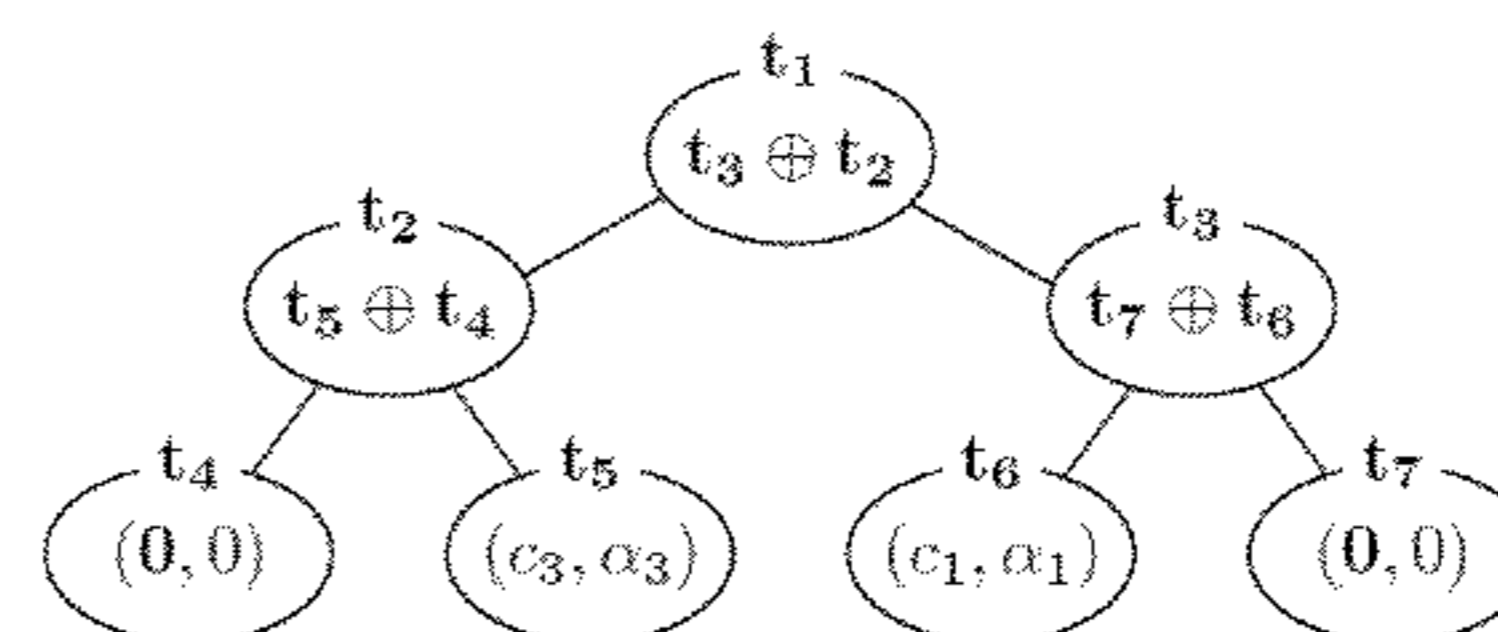 t₁
t₃ ⊕ t₂
t₂ t₃
t₅ ⊕ t₄ t₇ ⊕ t₆
t₄ t₅ t₆ t₇
(0, 0) (c₃, α₃) (c₁, α₁) (0, 0)